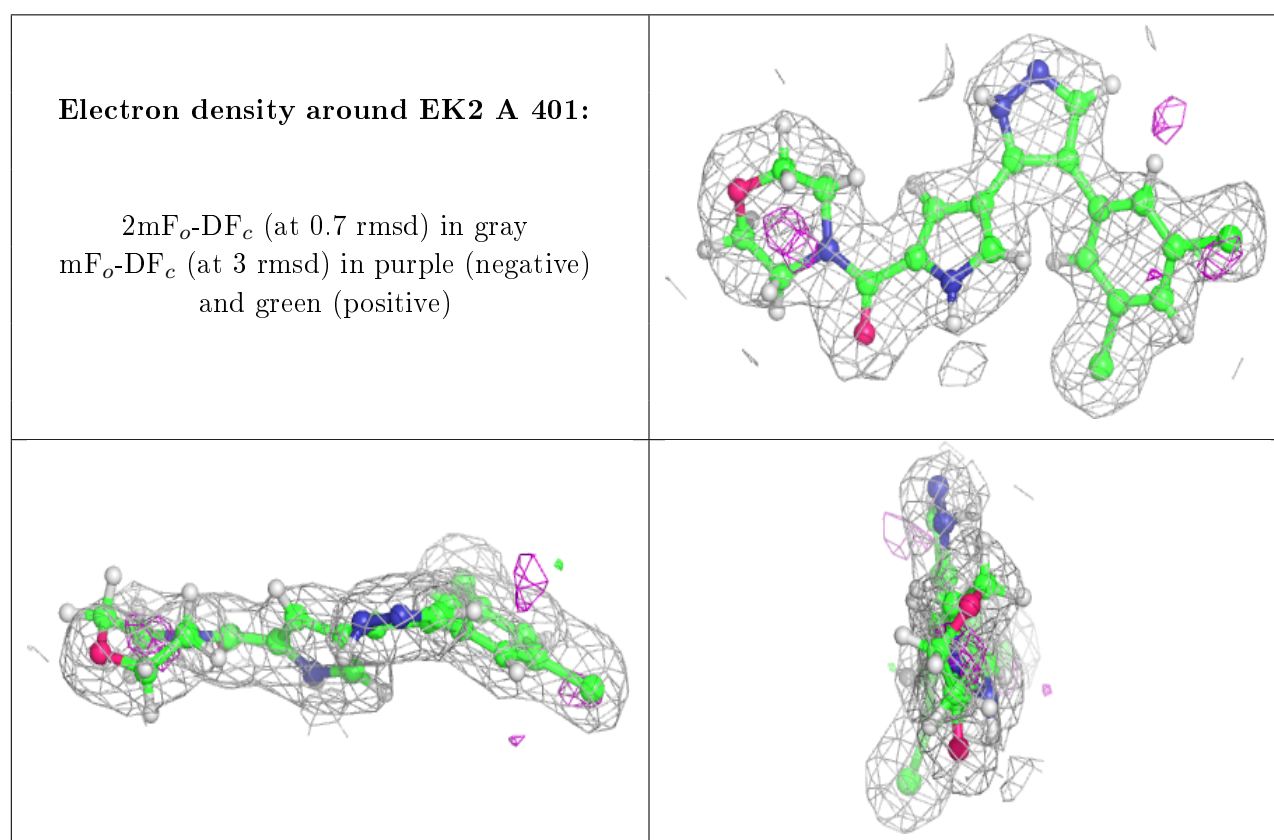 Electron density around EK2 A 401:
2mFo-DFc (at 0.7 rmsd) in gray
mFo-DFc (at 3 rmsd) in purple (negative)
and green (positive)